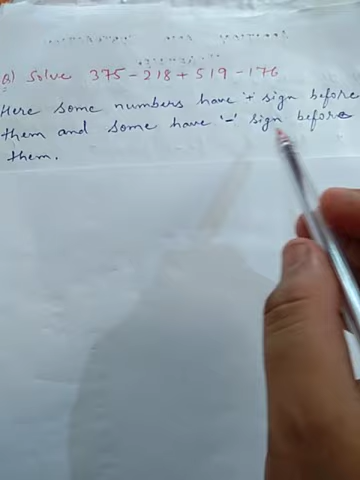 Q) Solve 375 - 218 + 519 - 176
Here some numbers have '+' sign before
them and some have '-' sign before
them.